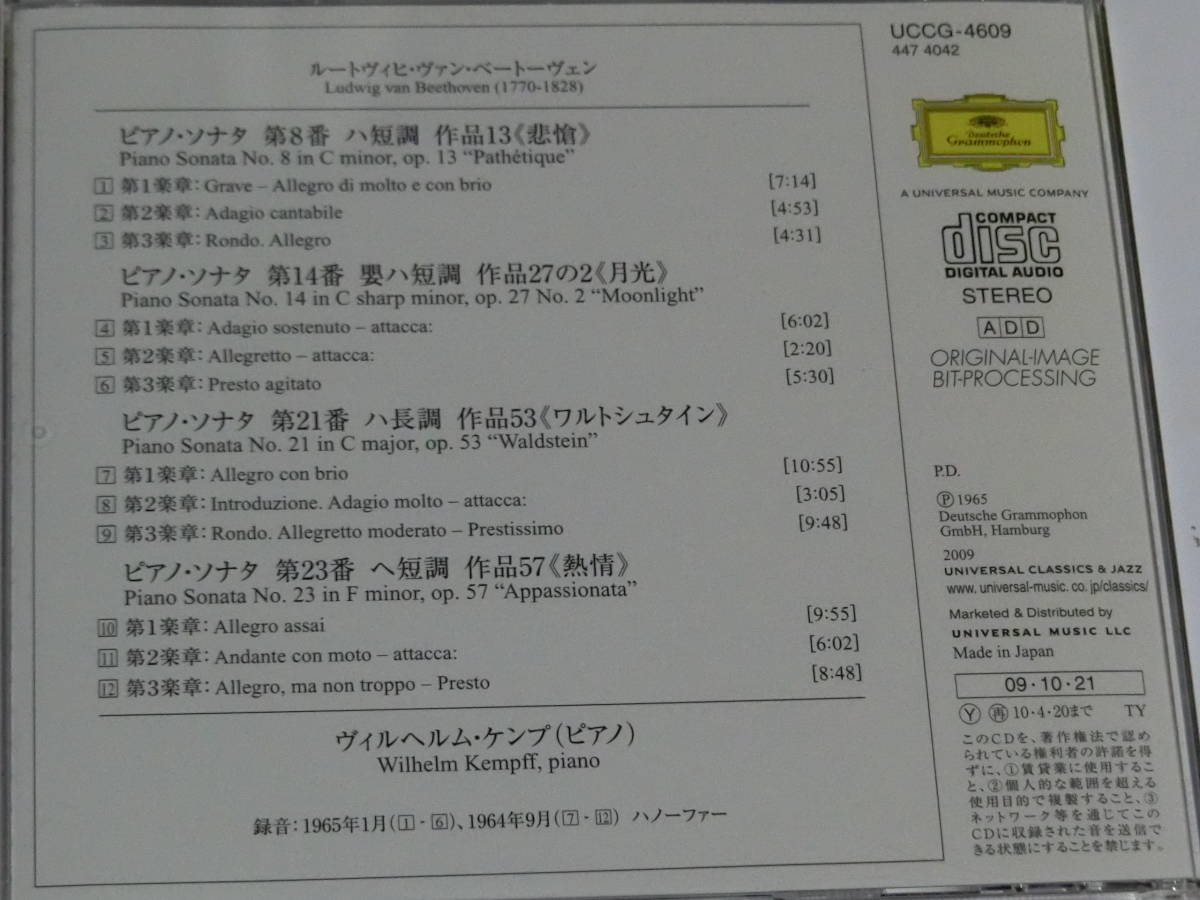 ルートヴィヒ・ヴァン・ベートーヴェン
Ludwig van Beethoven (1770-1828)
ピアノ・ソナタ 第8番 ハ短調 作品13《悲愴》
Piano Sonata No. 8 in C minor, op. 13 “Pathétique”
1 第1楽章: Grave – Allegro di molto e con brio [7:14]
2 第2楽章: Adagio cantabile [4:53]
3 第3楽章: Rondo. Allegro [4:31]
ピアノ・ソナタ 第14番 嬰ハ短調 作品27の2《月光》
Piano Sonata No. 14 in C sharp minor, op. 27 No. 2 “Moonlight”
4 第1楽章: Adagio sostenuto – attacca: [6:02]
5 第2楽章: Allegretto – attacca: [2:20]
6 第3楽章: Presto agitato [5:30]
ピアノ・ソナタ 第21番 ハ長調 作品53《ワルトシュタイン》
Piano Sonata No. 21 in C major, op. 53 “Waldstein”
7 第1楽章: Allegro con brio [10:55]
8 第2楽章: Introduzione. Adagio molto – attacca: [3:05]
9 第3楽章: Rondo. Allegretto moderato – Prestissimo [9:48]
ピアノ・ソナタ 第23番 ヘ短調 作品57《熱情》
Piano Sonata No. 23 in F minor, op. 57 “Appassionata”
10 第1楽章: Allegro assai [9:55]
11 第2楽章: Andante con moto – attacca: [6:02]
12 第3楽章: Allegro, ma non troppo – Presto [8:48]
ヴィルヘルム・ケンプ(ピアノ)
Wilhelm Kempff, piano
録音:1965年1月(1 - 6)、1964年9月(7 - 12) ハノーファー
UCCG-4609
447 4042
Deutsche
Grammophon
A UNIVERSAL MUSIC COMPANY
COMPACT
disc
DIGITAL AUDIO
STEREO
ADD
ORIGINAL-IMAGE
BIT-PROCESSING
P.D.
Ⓟ 1965
Deutsche Grammophon
GmbH, Hamburg
2009
UNIVERSAL CLASSICS & JAZZ
www.universal-music.co.jp/classics/
Marketed & Distributed by
UNIVERSAL MUSIC LLC
Made in Japan
09・10・21
Ⓨ 再 10・4・20まで TY
このCDを、著作権法で認め
られている権利者の許諾を得
ずに、①賃貸業に使用するこ
と、②個人的な範囲を超える
使用目的で複製すること、③
ネットワーク等を通じてこの
CDに収録された音を送信で
きる状態にすることを禁じます。